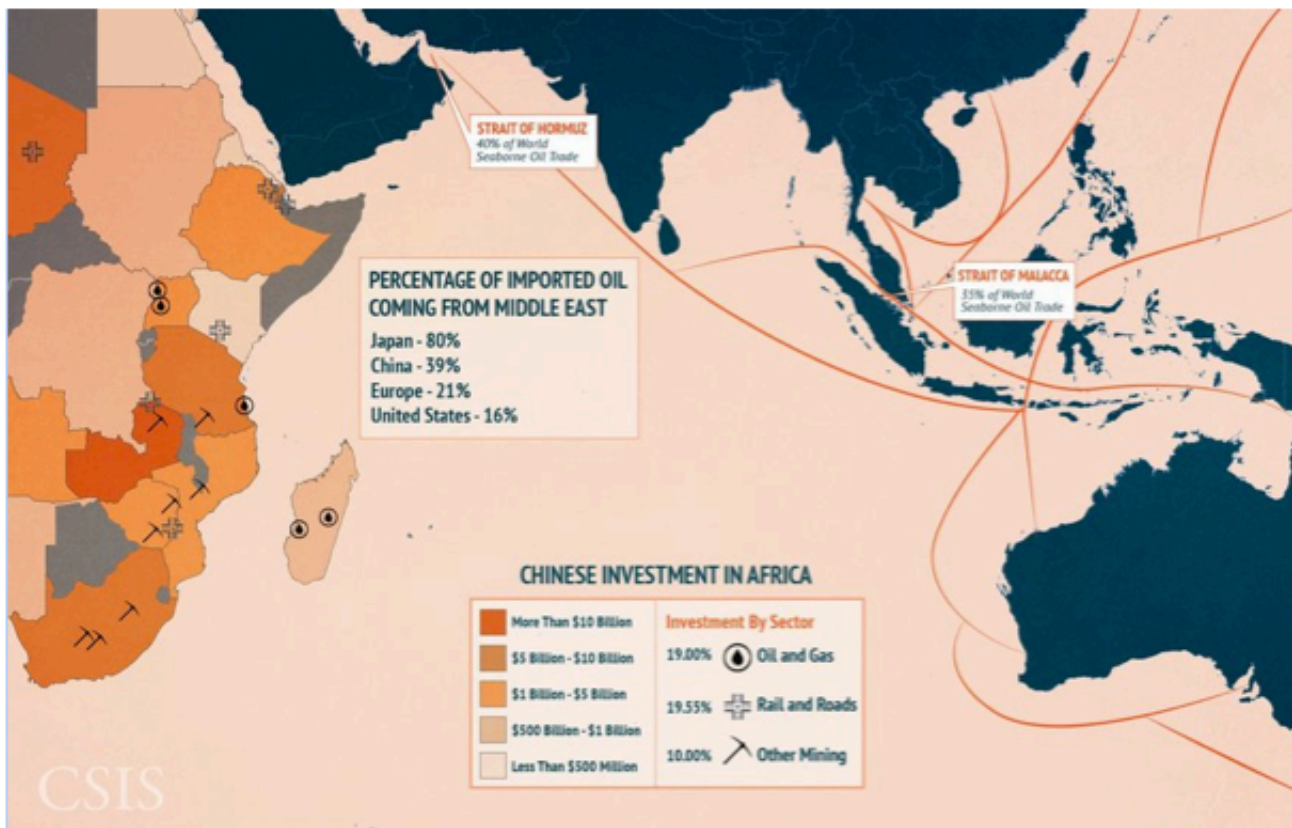 STRAIT OF HORMUZ
40% of World
Seaborne Oil Trade
PERCENTAGE OF IMPORTED OIL
COMING FROM MIDDLE EAST
Japan - 80%
China - 39%
Europe - 21%
United States - 16%
STRAIT OF MALACCA
35% of World
Seaborne Oil Trade
CHINESE INVESTMENT IN AFRICA
More Than $10 Billion
$5 Billion - $10 Billion
$1 Billion - $5 Billion
$500 Billion - $1 Billion
Less Than $500 Million
Investment By Sector
19.00% Oil and Gas
19.55% Rail and Roads
10.00% Other Mining
CSIS